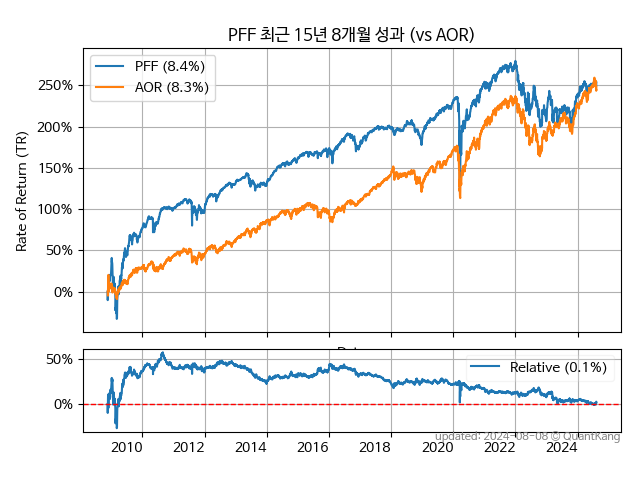 PFF 최근 15년 8개월 성과 (vs AOR)
PFF (8.4%)
AOR (8.3%)
Rate of Return (TR)
250%
200%
150%
100%
50%
0%
50%
0%
Relative (0.1%)
2010 2012 2014 2016 2018 2020 2022 2024
updated: 2024-08-08 © QuantKang